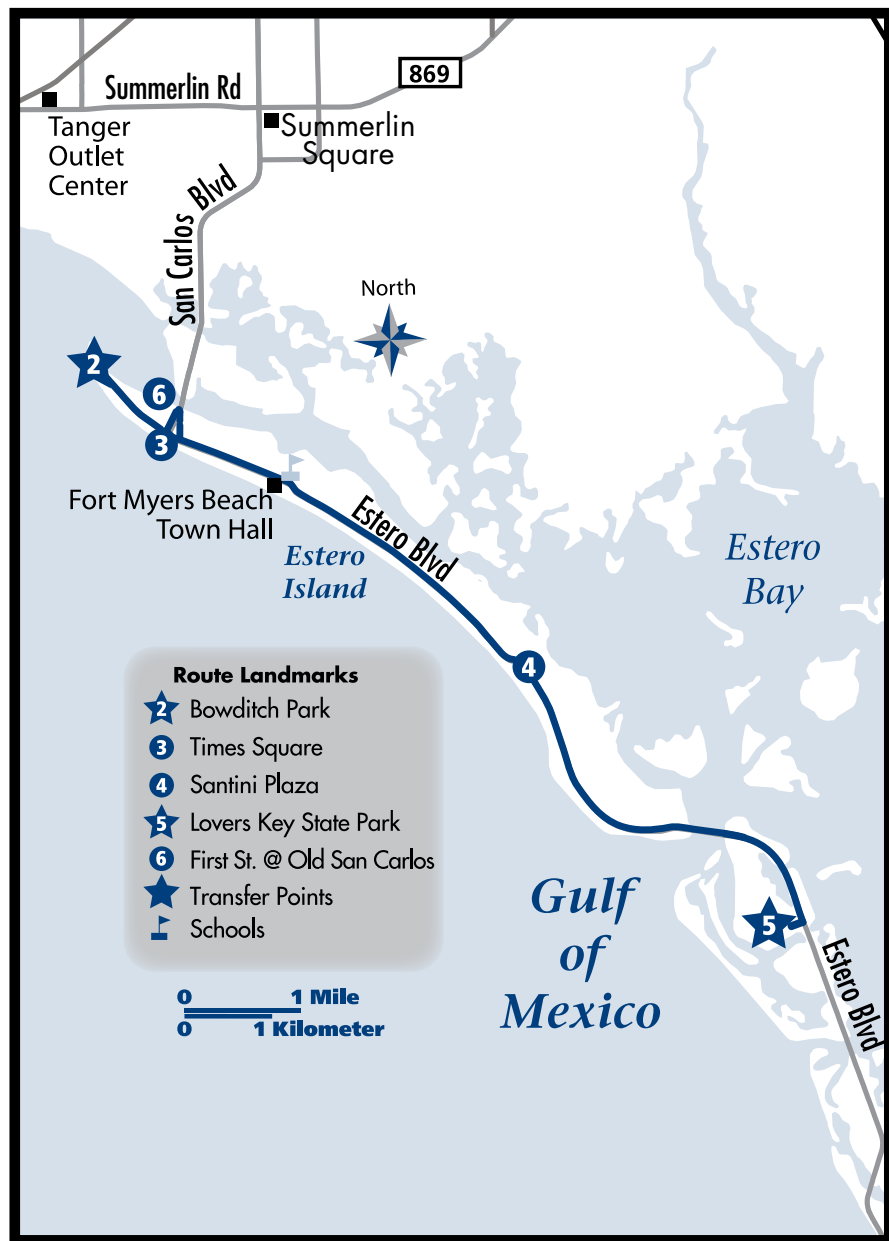 869
Summerlin Rd
Tanger
Outlet
Center
Summerlin
Square
San Carlos Blvd
North
2
6
3
Fort Myers Beach
Town Hall
Estero Blvd
Estero
Island
Estero
Bay
4
Route Landmarks
2 Bowditch Park
3 Times Square
4 Santini Plaza
5 Lovers Key State Park
6 First St. @ Old San Carlos
Transfer Points
Schools
Gulf
of
Mexico
5
Estero Blvd
0 1 Mile
0 1 Kilometer